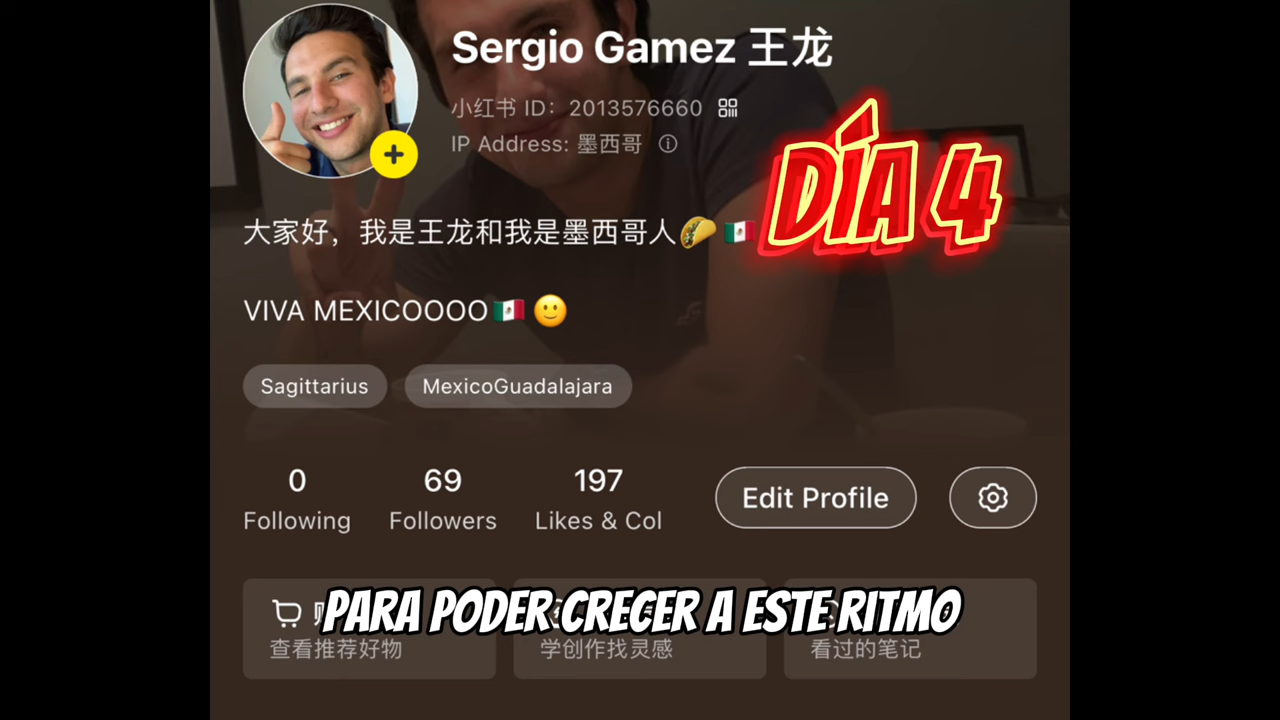 Sergio Gamez 王龙
小红书 ID: 2013576660
IP Address: 墨西哥
DÍA 4
大家好，我是王龙和我是墨西哥人
VIVA MEXICOOOO
Sagittarius
MexicoGuadalajara
0
69
197
Following
Followers
Likes & Col
Edit Profile
PARA PODER CRECER A ESTE RITMO
查看推荐好物
学创作找灵感
看过的笔记